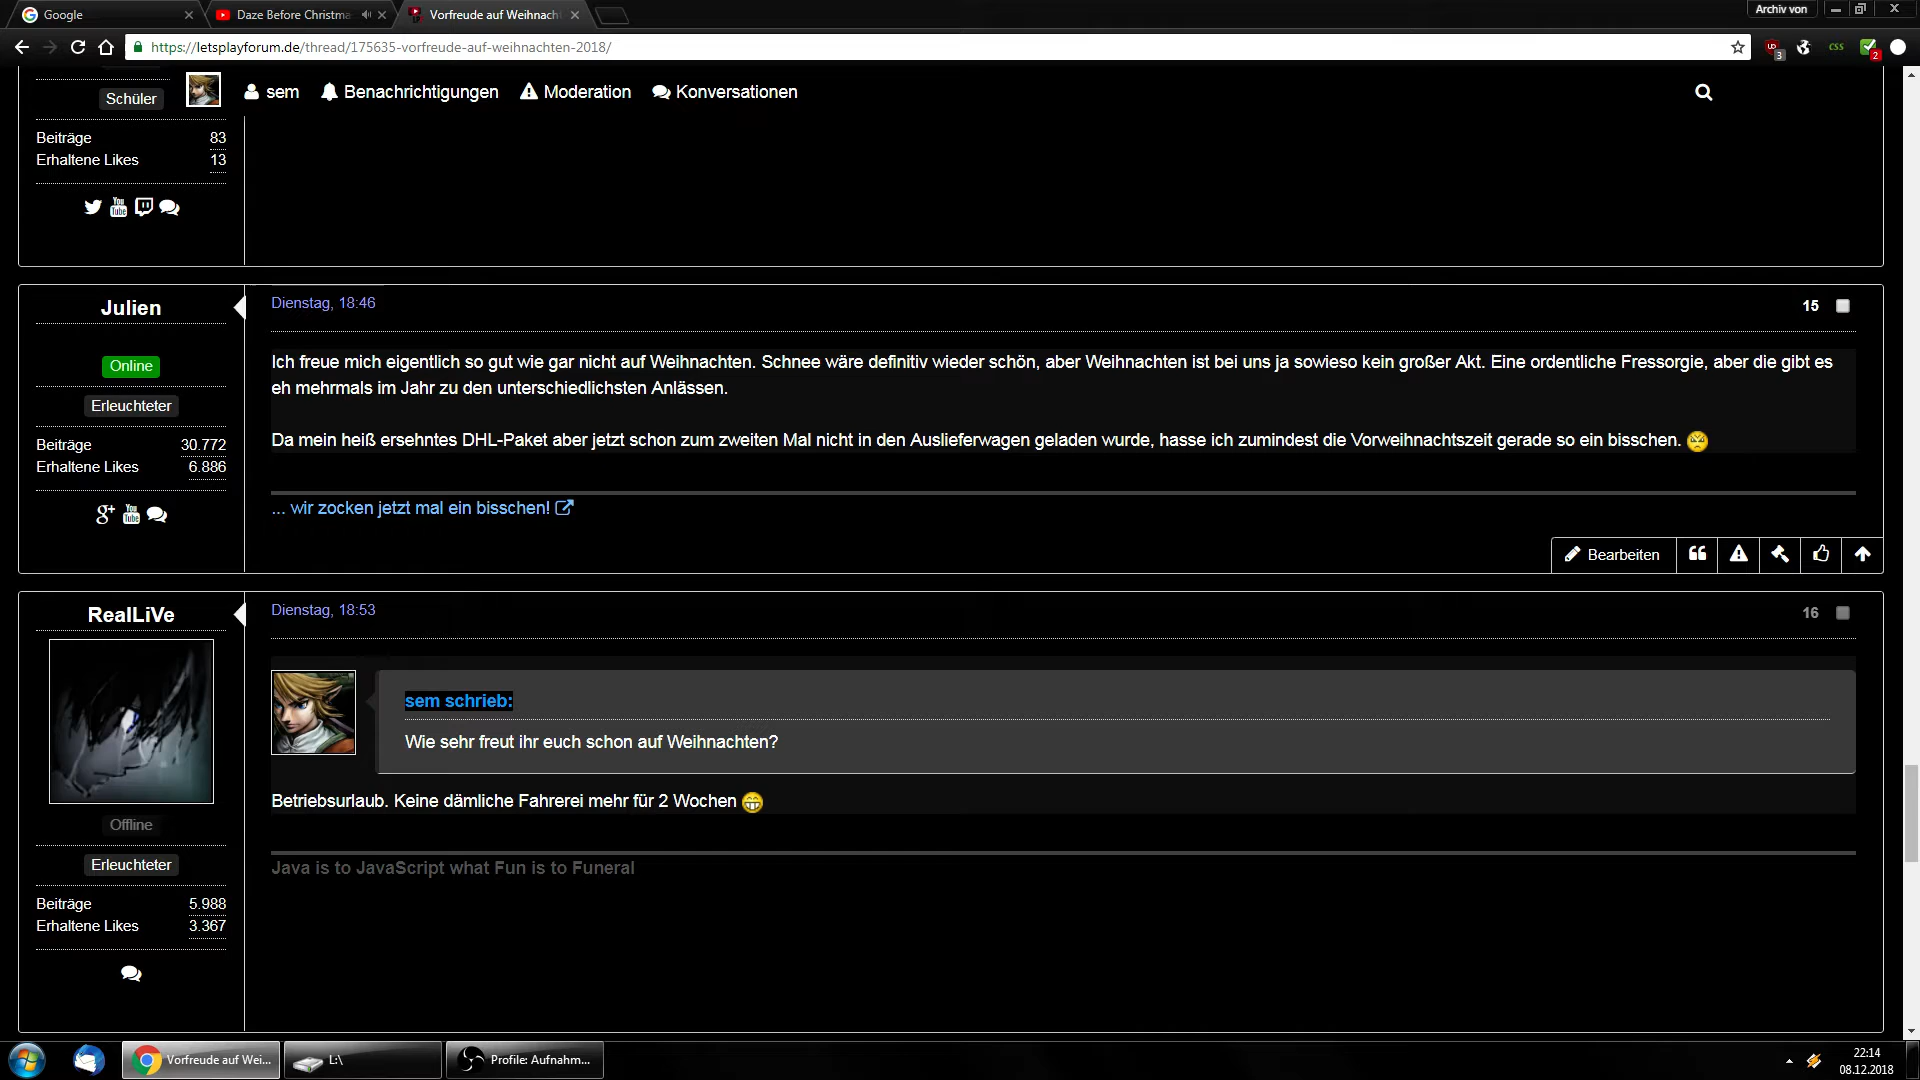 Google
Daze Before Christma
Vorfreude auf Weihnach
Archiv von
https://letsplayforum.de/thread/175635-vorfreude-auf-weihnachten-2018/
3
CSS
2
Schüler
sem
Benachrichtigungen
Moderation
Konversationen
Beiträge 83
Erhaltene Likes 13
You Tube
Julien
Dienstag, 18:46
15
Online
Erleuchteter
Beiträge 30.772
Erhaltene Likes 6.886
g+ You Tube
Ich freue mich eigentlich so gut wie gar nicht auf Weihnachten. Schnee wäre definitiv wieder schön, aber Weihnachten ist bei uns ja sowieso kein großer Akt. Eine ordentliche Fressorgie, aber die gibt es
eh mehrmals im Jahr zu den unterschiedlichsten Anlässen.
Da mein heiß ersehntes DHL-Paket aber jetzt schon zum zweiten Mal nicht in den Auslieferwagen geladen wurde, hasse ich zumindest die Vorweihnachtszeit gerade so ein bisschen.
... wir zocken jetzt mal ein bisschen!
Bearbeiten
RealLiVe
Dienstag, 18:53
16
Offline
Erleuchteter
Beiträge 5.988
Erhaltene Likes 3.367
sem schrieb:
Wie sehr freut ihr euch schon auf Weihnachten?
Betriebsurlaub. Keine dämliche Fahrerei mehr für 2 Wochen
Java is to JavaScript what Fun is to Funeral
Vorfreude auf Wei...
L:\
Profile: Aufnahm...
22:14
08.12.2018